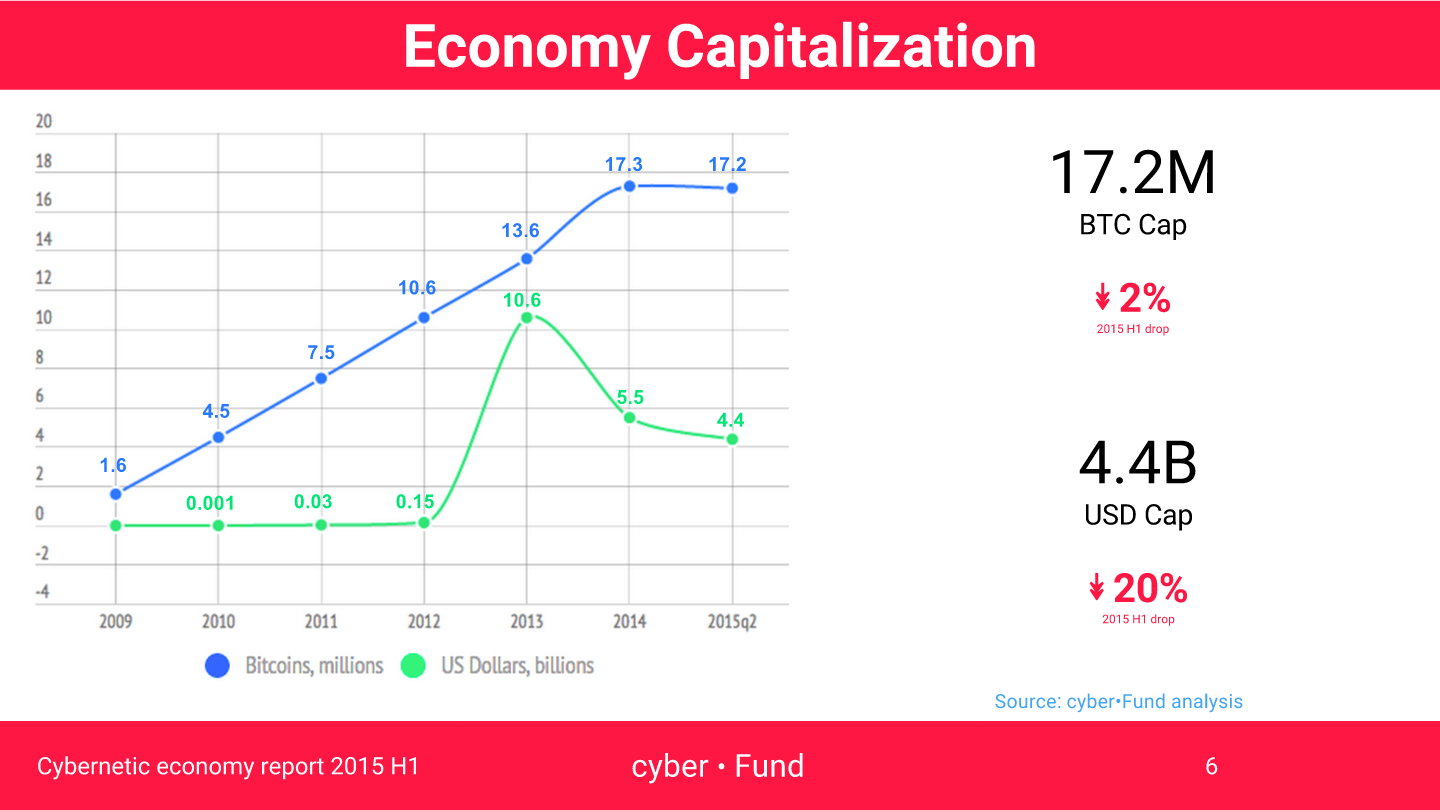 Economy Capitalization
20
18
16
14
12
10
8
6
4
2
0
-2
-4
17.3
17.2
13.6
10.6
10.6
7.5
5.5
4.5
4.4
1.6
0.001
0.03
0.15
2009 2010 2011 2012 2013 2014 2015q2
Bitcoins, millions US Dollars, billions
17.2M
BTC Cap
↡ 2%
2015 H1 drop
4.4B
USD Cap
↡ 20%
2015 H1 drop
Source: cyber•Fund analysis
Cybernetic economy report 2015 H1 cyber • Fund 6